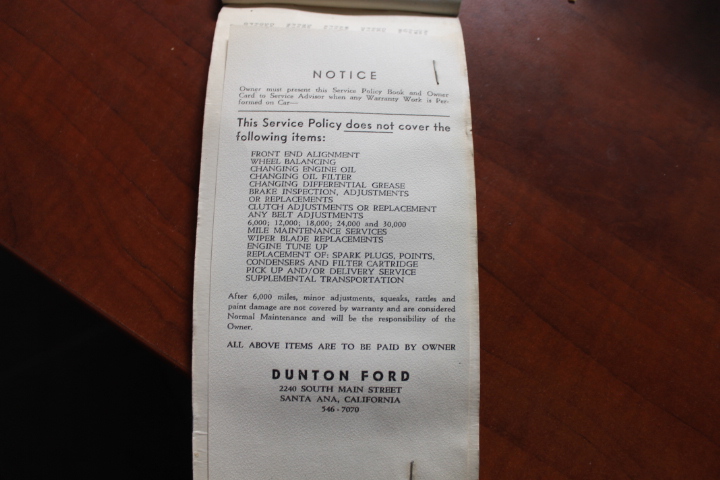 NOTICE
Owner must present this Service Policy Book and Owner
Card to Service Advisor when any Warranty Work is Per-
formed on Car—
This Service Policy does not cover the
following items:
FRONT END ALIGNMENT
WHEEL BALANCING
CHANGING ENGINE OIL
CHANGING OIL FILTER
CHANGING DIFFERENTIAL GREASE
BRAKE INSPECTION, ADJUSTMENTS
OR REPLACEMENTS
CLUTCH ADJUSTMENTS OR REPLACEMENT
ANY BELT ADJUSTMENTS
6,000; 12,000; 18,000; 24,000 and 30,000
MILE MAINTENANCE SERVICES
WIPER BLADE REPLACEMENTS
ENGINE TUNE UP
REPLACEMENT OF: SPARK PLUGS, POINTS,
CONDENSERS AND FILTER CARTRIDGE
PICK UP AND/OR DELIVERY SERVICE
SUPPLEMENTAL TRANSPORTATION
After 6,000 miles, minor adjustments, squeaks, rattles and
paint damage are not covered by warranty and are considered
Normal Maintenance and will be the responsibility of the
Owner.
ALL ABOVE ITEMS ARE TO BE PAID BY OWNER
DUNTON FORD
2240 SOUTH MAIN STREET
SANTA ANA, CALIFORNIA
546-7070